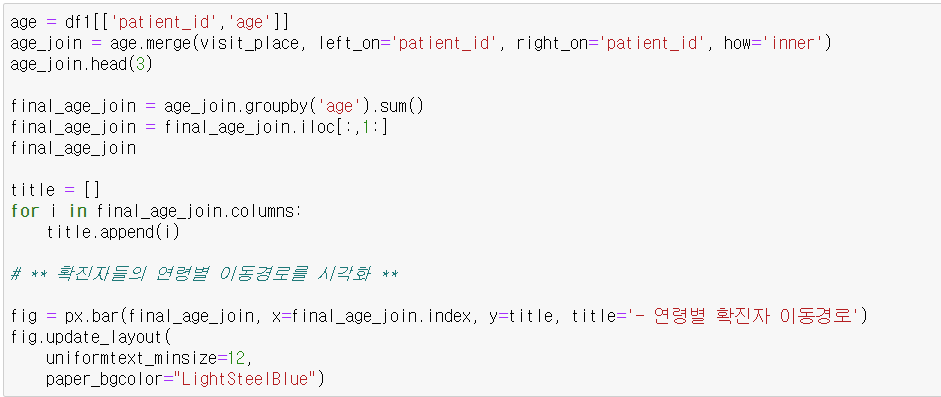 age = df1[['patient_id','age']]
age_join = age.merge(visit_place, left_on='patient_id', right_on='patient_id', how='inner')
age_join.head(3)
final_age_join = age_join.groupby('age').sum()
final_age_join = final_age_join.iloc[:,1:]
final_age_join
title = []
for i in final_age_join.columns:
    title.append(i)
# ** 확진자들의 연령별 이동경로를 시각화 **
fig = px.bar(final_age_join, x=final_age_join.index, y=title, title='- 연령별 확진자 이동경로')
fig.update_layout(
    uniformtext_minsize=12,
    paper_bgcolor="LightSteelBlue")